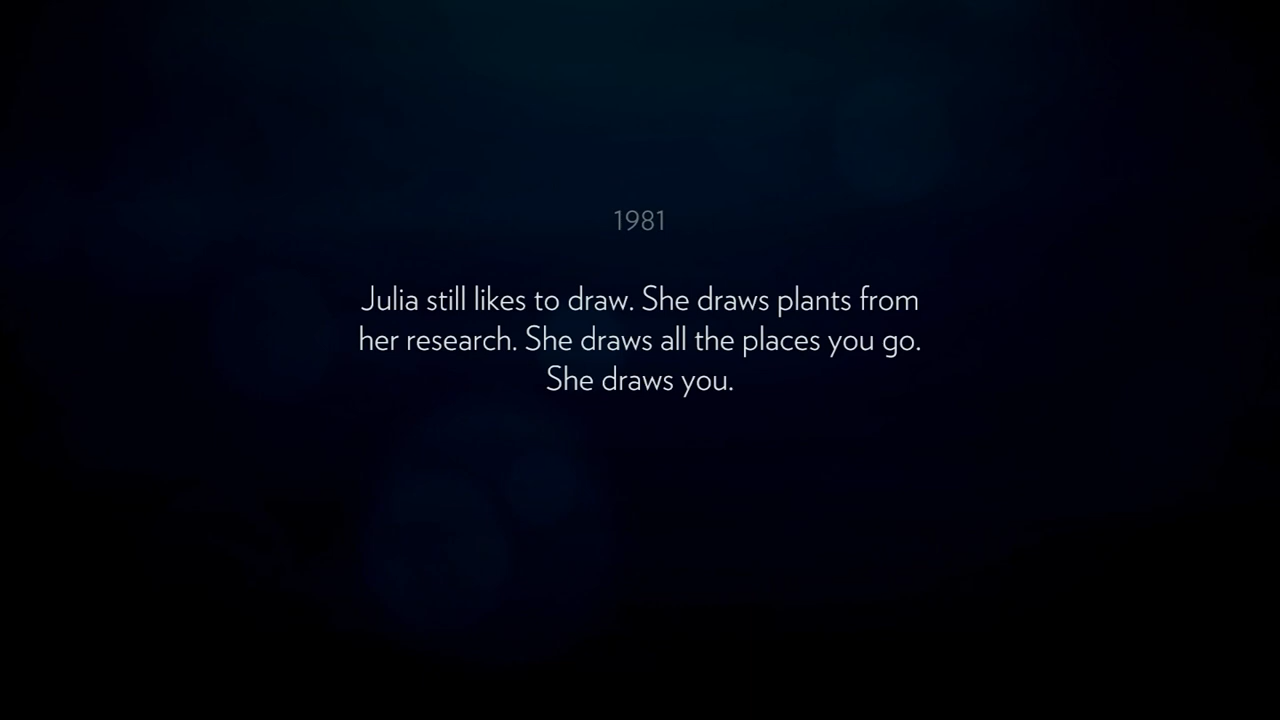 1981
Julia still likes to draw. She draws plants from
her research. She draws all the places you go.
She draws you.